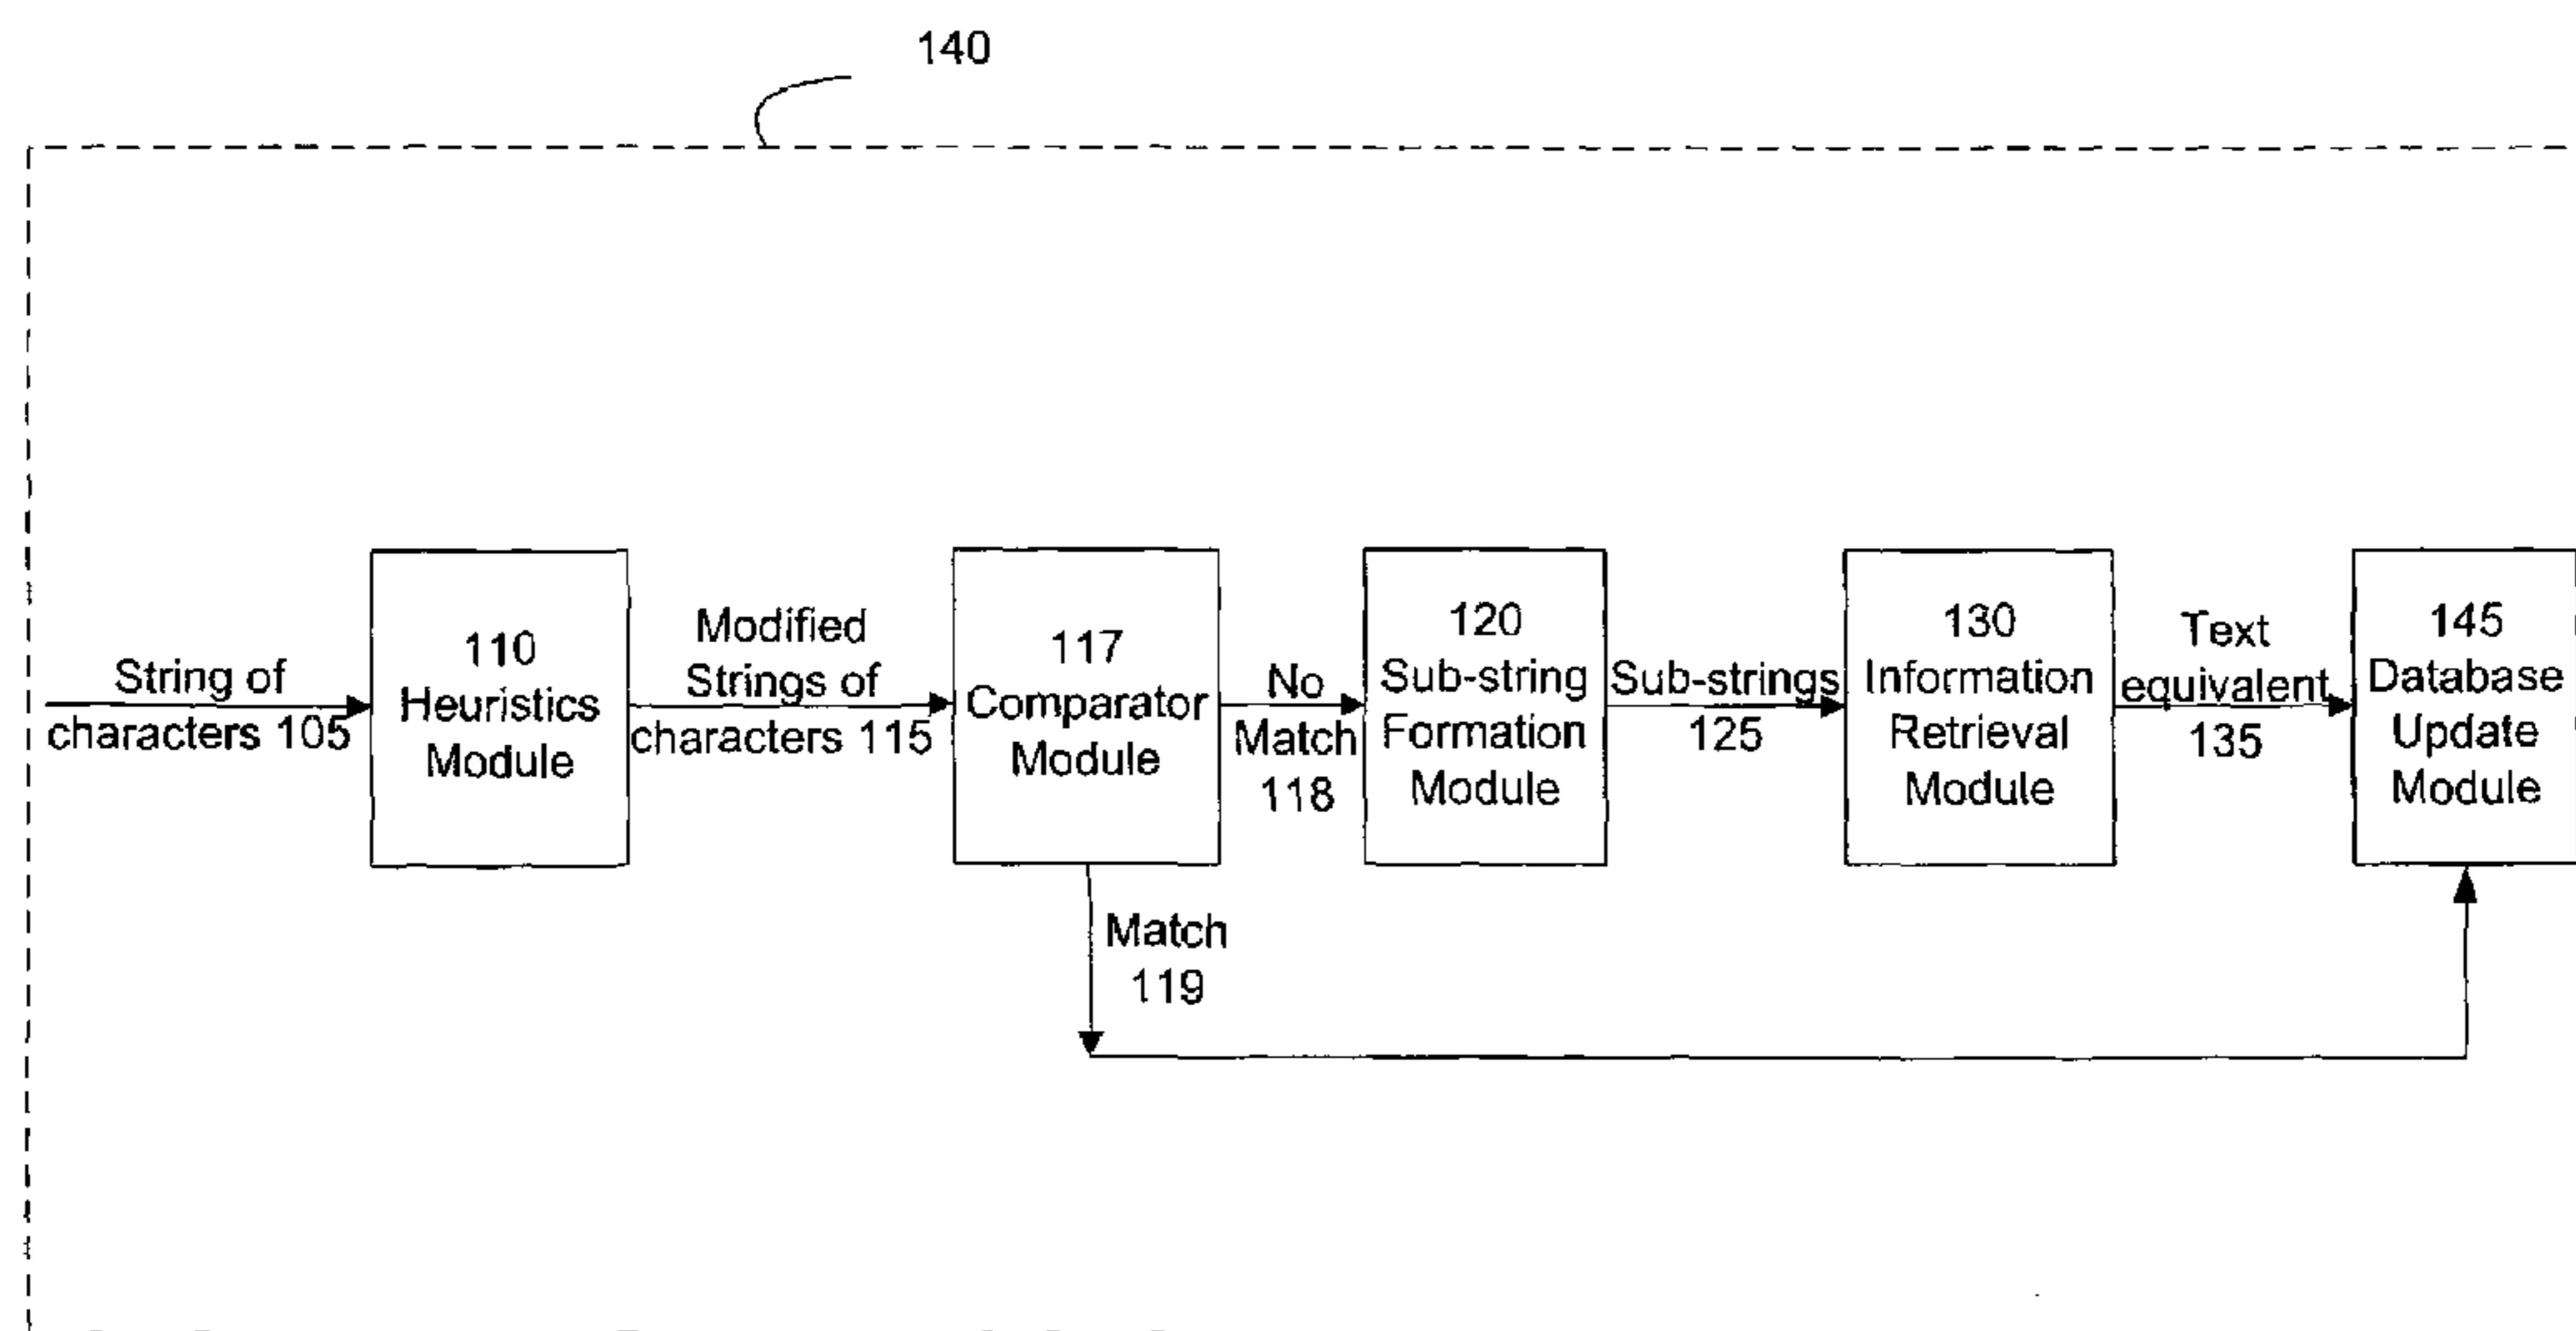 140
String of
characters 105
110
Heuristics
Module
Modified
Strings of
characters 115
117
Comparator
Module
No
Match
118
120
Sub-string
Formation
Module
Sub-strings
125
130
Information
Retrieval
Module
Text
equivalent
135
145
Database
Update
Module
Match
119